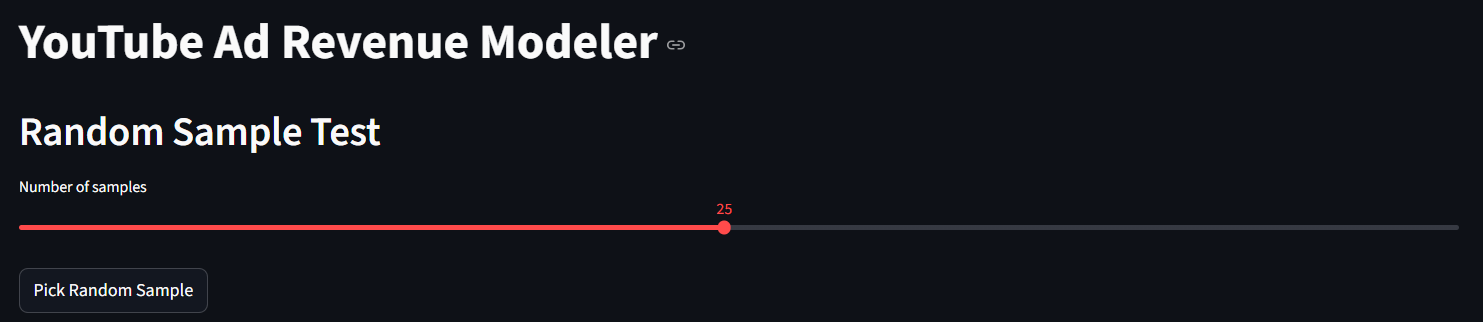 YouTube Ad Revenue Modeler
Random Sample Test
Number of samples
25
Pick Random Sample